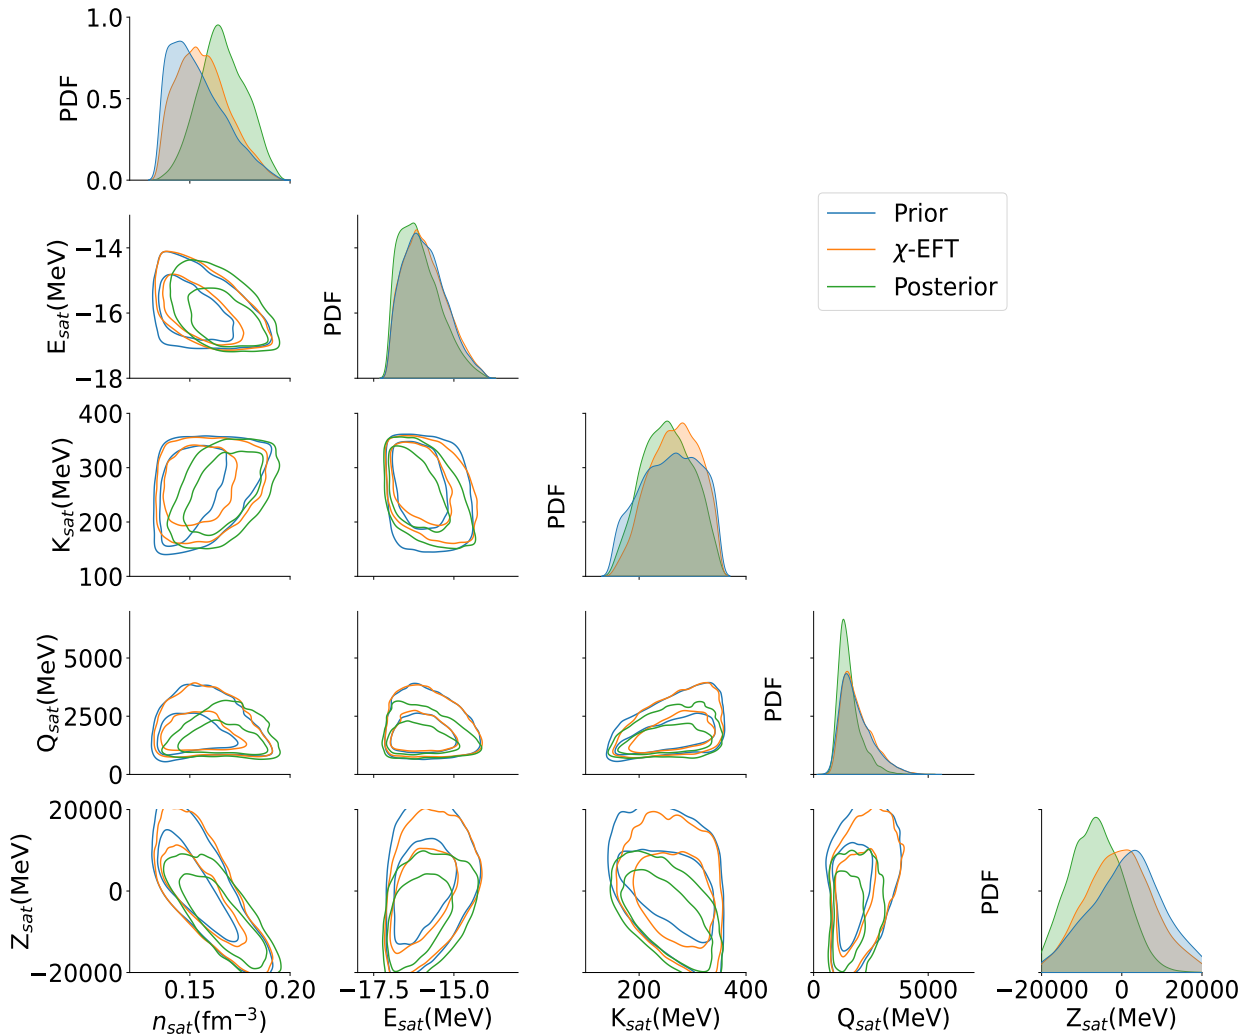 1.0
0.5
0.0
PDF
Prior
χ-EFT
Posterior
−14
−16
−18
E_sat(MeV)
PDF
400
300
200
100
K_sat(MeV)
PDF
5000
2500
0
Q_sat(MeV)
PDF
20000
0
−20000
Z_sat(MeV)
PDF
0.15 0.20
−17.5 −15.0
200 400
0 5000
−20000 0 20000
n_sat(fm⁻³)
E_sat(MeV)
K_sat(MeV)
Q_sat(MeV)
Z_sat(MeV)